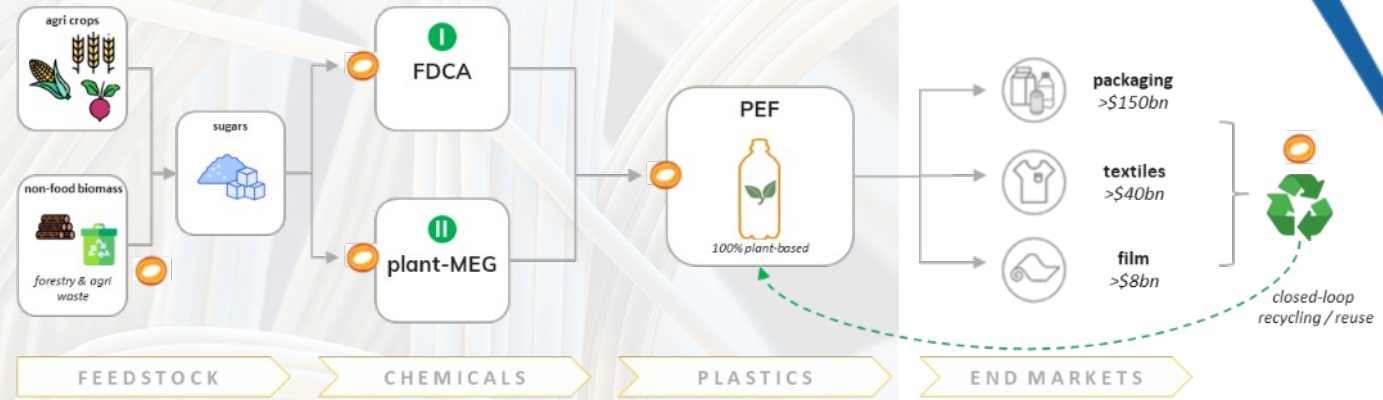 agri crops
non-food biomass
forestry & agri
waste
sugars
I
FDCA
II
plant-MEG
PEF
100% plant-based
packaging
>$150bn
textiles
>$40bn
film
>$8bn
closed-loop
recycling / reuse
FEEDSTOCK
CHEMICALS
PLASTICS
END MARKETS